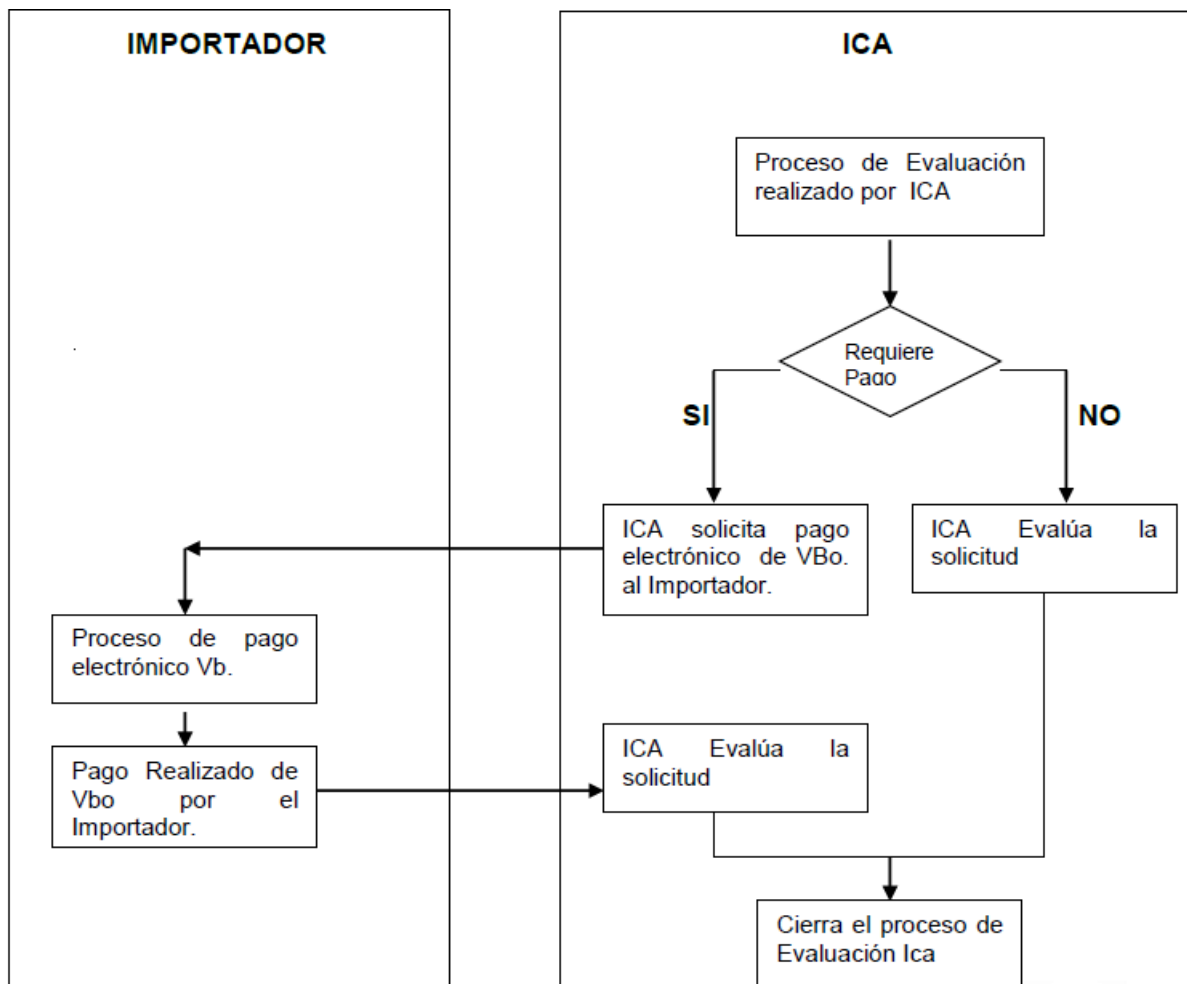 IMPORTADOR
ICA
Proceso de Evaluación
realizado por ICA
Requiere
Pago
SI
NO
ICA solicita pago
electrónico de VBo.
al Importador.
ICA Evalúa la
solicitud
Proceso de pago
electrónico Vb.
Pago Realizado de
Vbo por el
Importador.
ICA Evalúa la
solicitud
Cierra el proceso de
Evaluación Ica